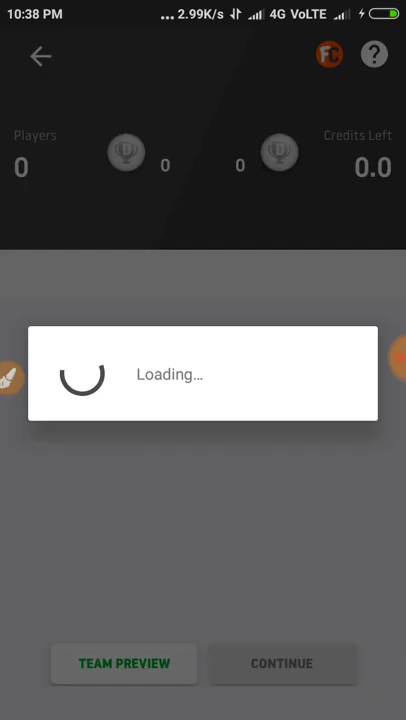 10:38 PM ... 2.99K/s 4G VoLTE
FC ?
Players Credits Left
0 D 0 0 D 0.0
Loading...
TEAM PREVIEW CONTINUE